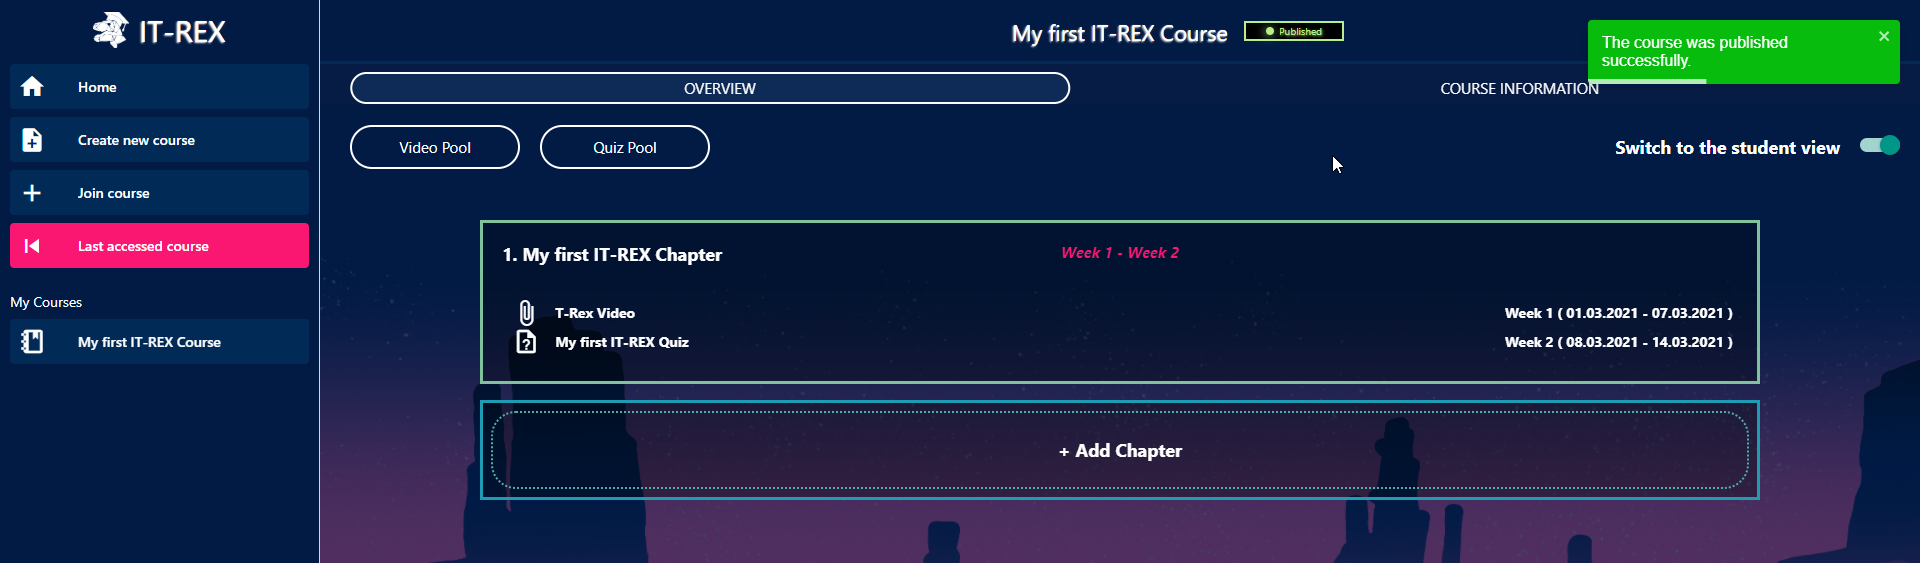 IT-REX
Home
Create new course
Join course
Last accessed course
My Courses
My first IT-REX Course
My first IT-REX Course
Published
The course was published
successfully.
OVERVIEW
COURSE INFORMATION
Video Pool
Quiz Pool
Switch to the student view
1. My first IT-REX Chapter
Week 1 - Week 2
T-Rex Video
Week 1 ( 01.03.2021 - 07.03.2021 )
My first IT-REX Quiz
Week 2 ( 08.03.2021 - 14.03.2021 )
+ Add Chapter